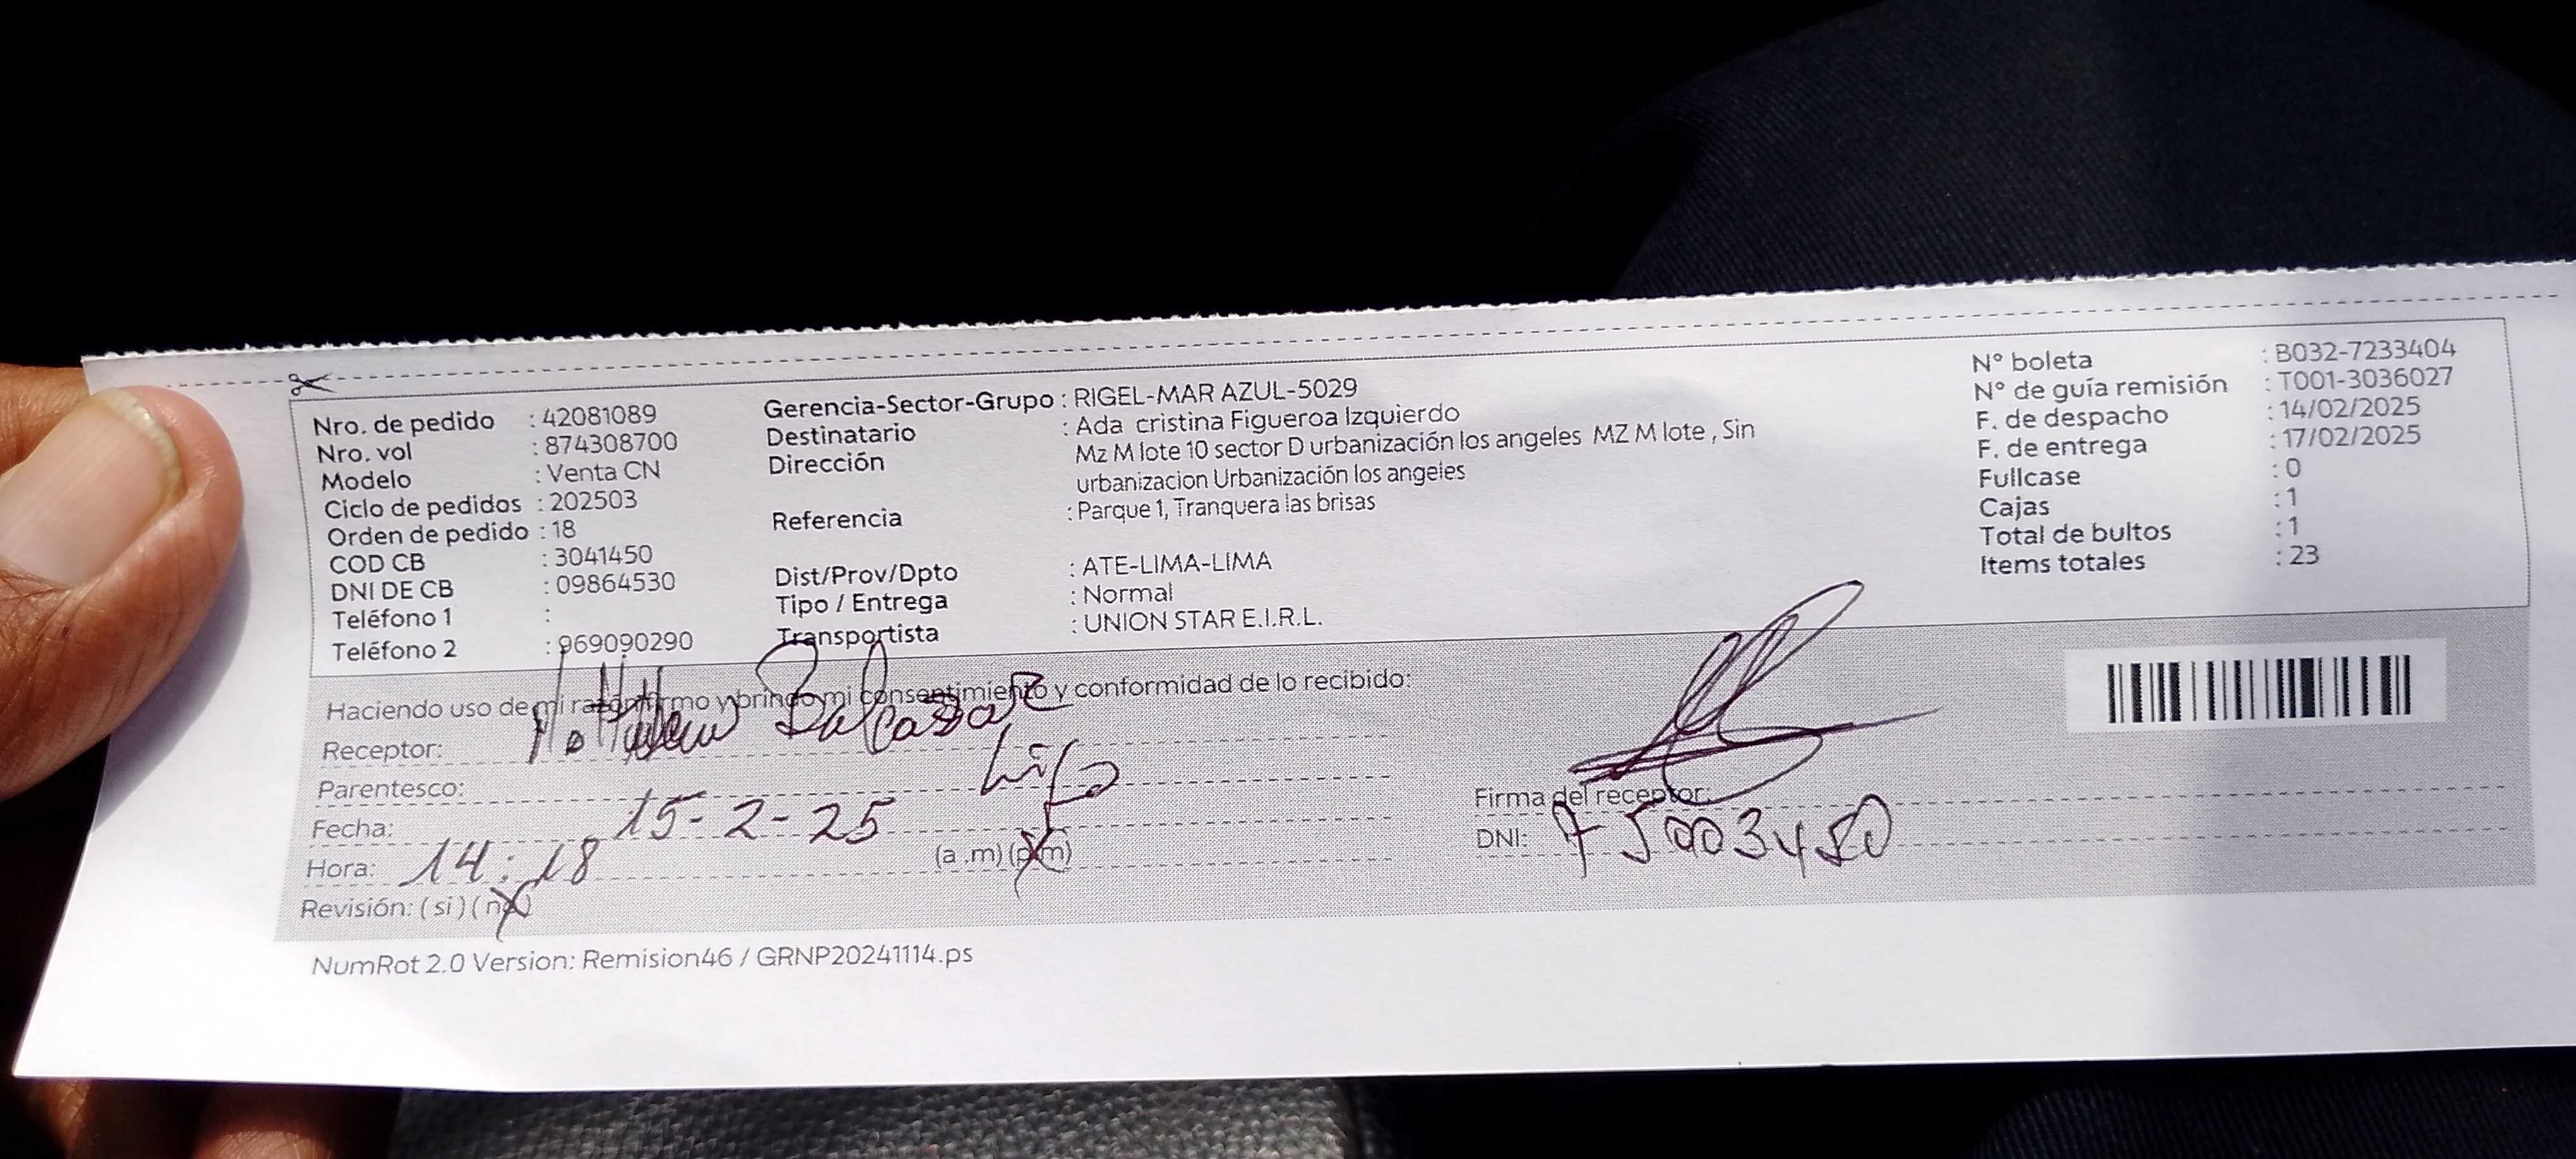 Nro. de pedido : 42081089
Nro. vol : 874308700
Modelo : Venta CN
Ciclo de pedidos : 202503
Orden de pedido : 18
COD CB : 3041450
DNI DE CB : 09864530
Teléfono 1 :
Teléfono 2 : 969090290
Gerencia-Sector-Grupo : RIGEL-MAR AZUL-5029
Destinatario : Ada cristina Figueroa Izquierdo
Dirección Mz M lote 10 sector D urbanización los angeles MZ M lote , Sin
urbanizacion Urbanización los angeles
Referencia : Parque 1, Tranquera las brisas
Dist/Prov/Dpto : ATE-LIMA-LIMA
Tipo / Entrega : Normal
Transportista : UNION STAR E.I.R.L.
N° boleta : B032-7233404
N° de guía remisión : T001-3036027
F. de despacho : 14/02/2025
F. de entrega : 17/02/2025
Fullcase : 0
Cajas : 1
Total de bultos : 1
Items totales : 23
Haciendo uso de mi razón firmo y bringo mi consentimiento y conformidad de lo recibido:
Receptor:
Parentesco:
Fecha: 15-2-25
Hora: 14:18 (a .m) (p.m)
Revisión: ( si ) ( no )
Firma del receptor:
DNI:
NumRot 2.0 Version: Remision46 / GRNP20241114.ps